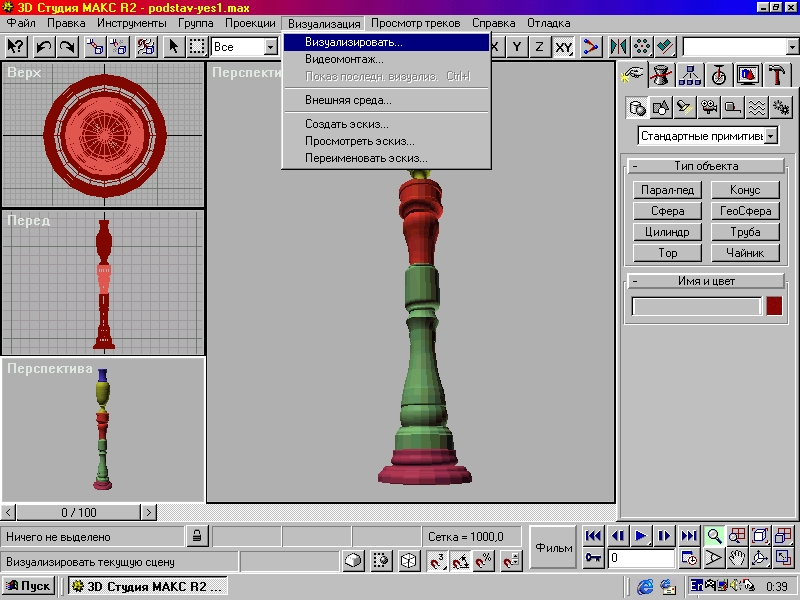 3D Студия МАКС R2 - podstav-yes1.max
Файл Правка Инструменты Группа Проекции Визуализация Просмотр треков Справка Отладка
Все X Y Z XY
Визуализировать...
Видеомонтаж...
Показ последн. визуализ. Ctrl+I
Внешняя среда...
Создать эскиз...
Просмотреть эскиз...
Переименовать эскиз...
Верх
Перспекти
Перед
Перспектива
Стандартные примитивы
- Тип объекта
Парал-пед Конус
Сфера ГеоСфера
Цилиндр Труба
Тор Чайник
- Имя и цвет
< 0 / 100 >
Ничего не выделено
Сетка = 1000,0
Визуализировать текущую сцену
3 %
Фильм
0
Пуск
3D Студия МАКС R2 ...
En
0:39